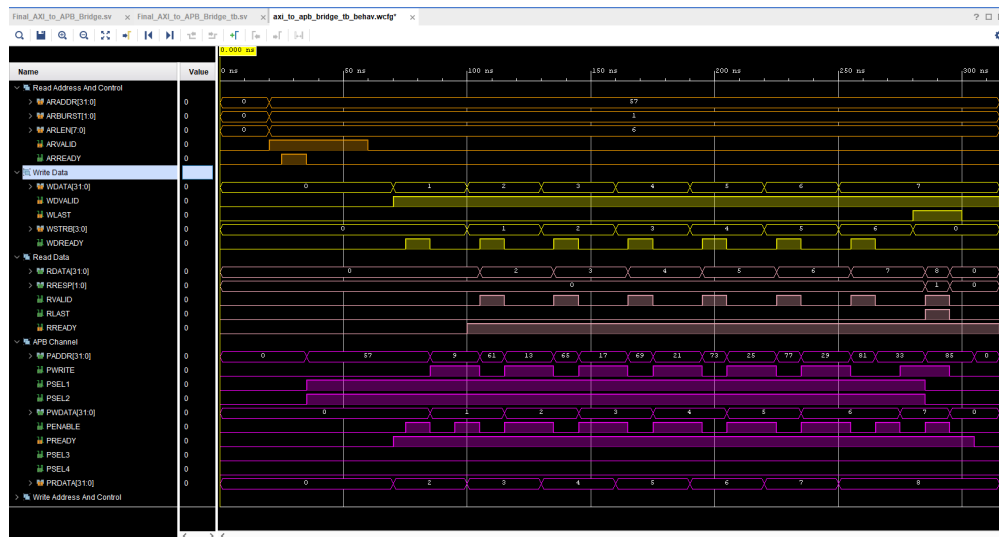 Final_AXI_to_APB_Bridge.sv × Final_AXI_to_APB_Bridge_tb.sv × axi_to_apb_bridge_tb_behav.wcfg* × ?
0.000 ns
Name Value 0 ns 50 ns 100 ns 150 ns 200 ns 250 ns 300 ns
Read Address And Control
ARADDR[31:0] 0 0 57
ARBURST[1:0] 0 0 1
ARLEN[7:0] 0 0 6
ARVALID 0
ARREADY 0
Write Data
WDATA[31:0] 0 0 1 2 3 4 5 6 7
WDVALID 0
WLAST 0
WSTRB[3:0] 0 0 1 2 3 4 5 6 0
WDREADY 0
Read Data
RDATA[31:0] 0 0 2 3 4 5 6 7 8 0
RRESP[1:0] 0 0 1 0
RVALID 0
RLAST 0
RREADY 0
APB Channel
PADDR[31:0] 0 0 57 9 61 13 65 17 69 21 73 25 77 29 81 33 85 0
PWRITE 0
PSEL1 0
PSEL2 0
PWDATA[31:0] 0 0 1 2 3 4 5 6 7 0
PENABLE 0
PREADY 0
PSEL3 0
PSEL4 0
PRDATA[31:0] 0 0 2 3 4 5 6 7 8
Write Address And Control